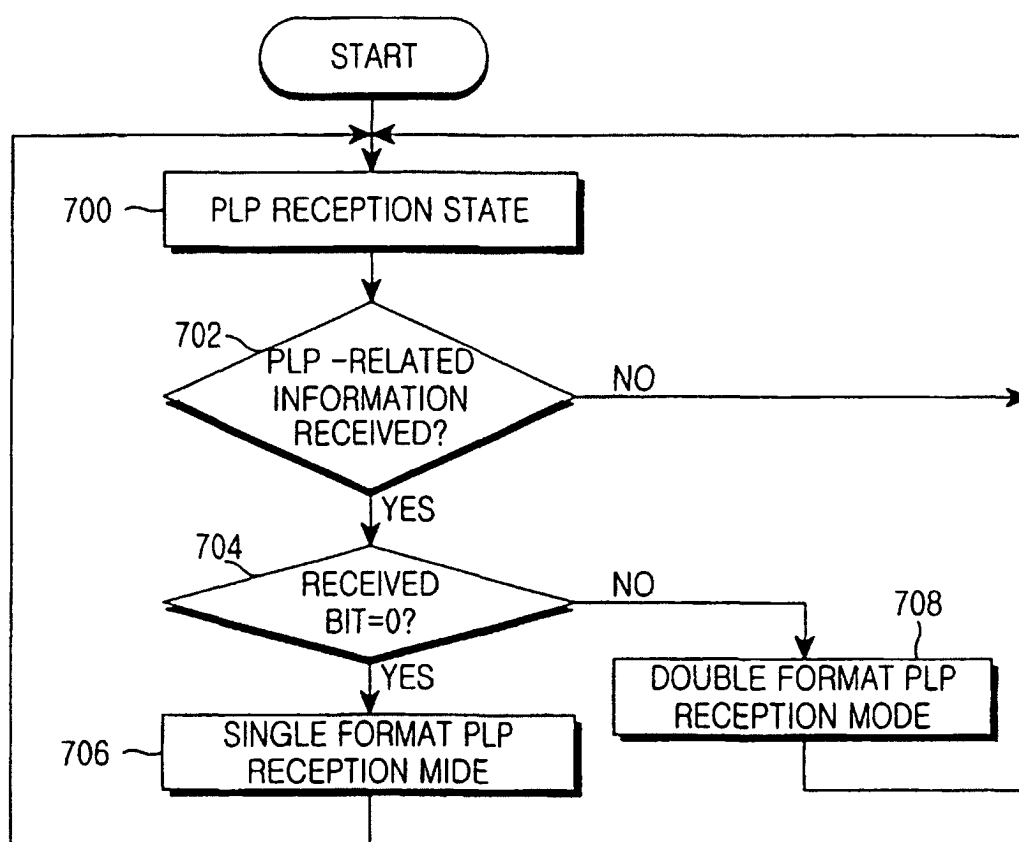 START
700
PLP RECEPTION STATE
702
PLP -RELATED
INFORMATION
RECEIVED?
NO
YES
704
RECEIVED
BIT=0?
NO
YES
708
DOUBLE FORMAT PLP
RECEPTION MODE
706
SINGLE FORMAT PLP
RECEPTION MIDE